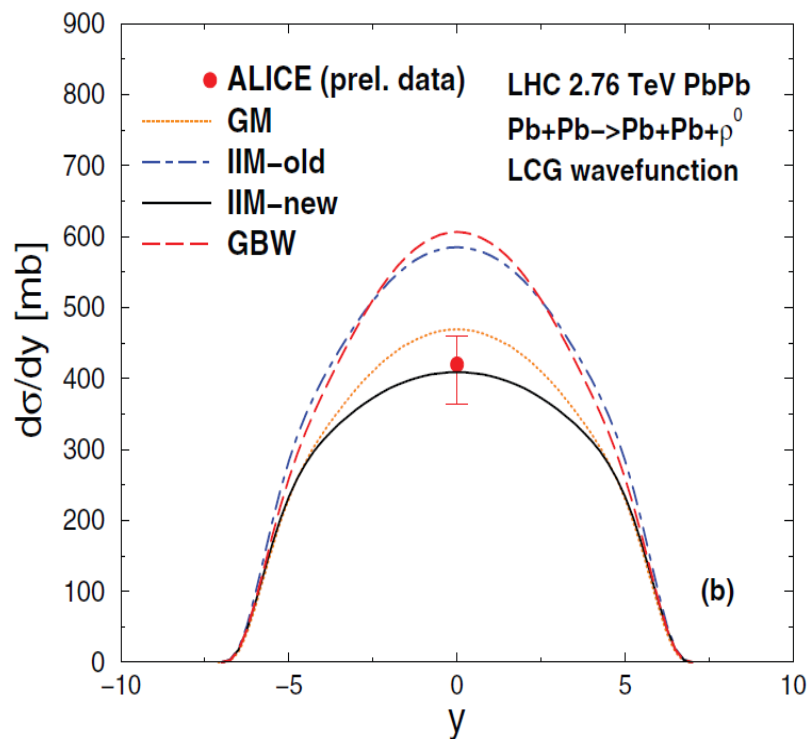 900
800
700
600
500
400
300
200
100
0
dσ/dy [mb]
ALICE (prel. data)
GM
IIM−old
IIM−new
GBW
LHC 2.76 TeV PbPb
Pb+Pb−>Pb+Pb+ρ⁰
LCG wavefunction
(b)
−10 −5 0 5 10
y